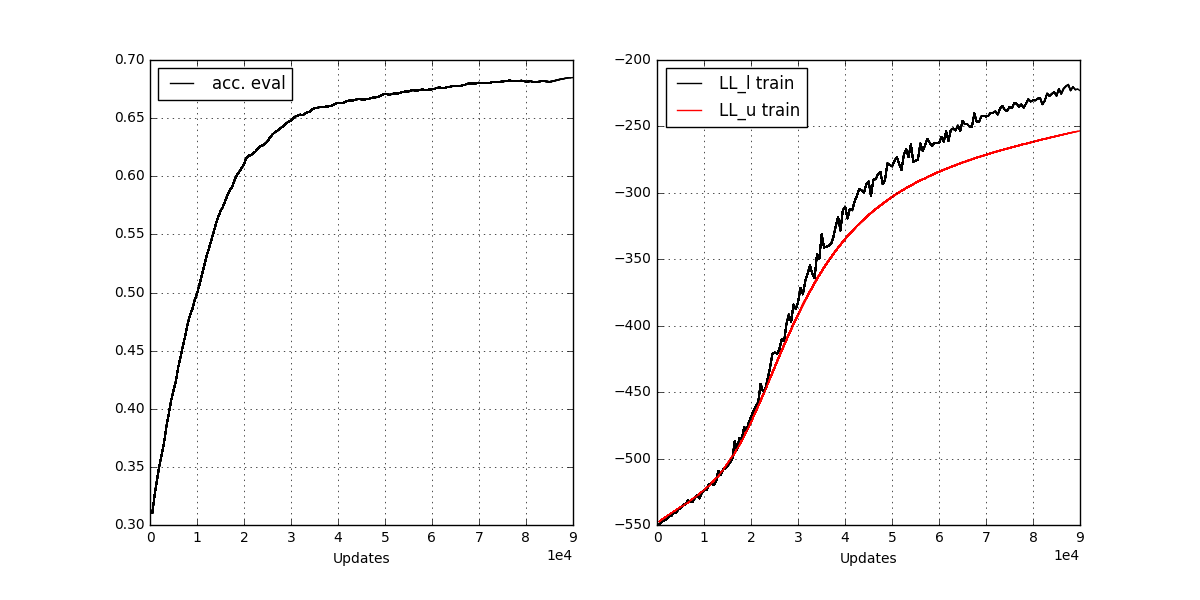 acc. eval
0.70
0.65
0.60
0.55
0.50
0.45
0.40
0.35
0.30
0 1 2 3 4 5 6 7 8 9
1e4
Updates
LL_l train
LL_u train
−200
−250
−300
−350
−400
−450
−500
−550
0 1 2 3 4 5 6 7 8 9
1e4
Updates